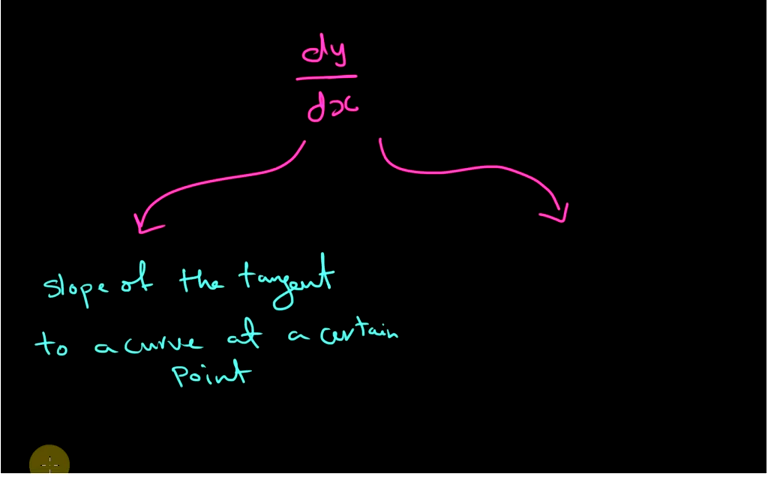 dy
dx
slope of the tangent
to a curve at a certain
Point